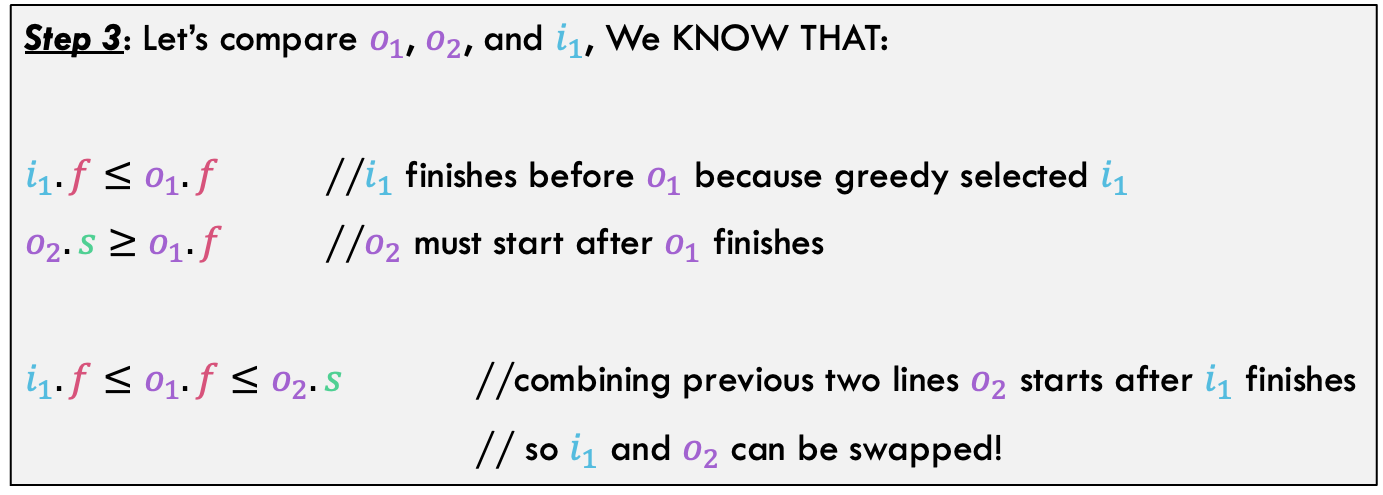 Step 3: Let's compare o₁, o₂, and i₁, We KNOW THAT:
i₁.f ≤ o₁.f //i₁ finishes before o₁ because greedy selected i₁
o₂.s ≥ o₁.f //o₂ must start after o₁ finishes
i₁.f ≤ o₁.f ≤ o₂.s //combining previous two lines o₂ starts after i₁ finishes
// so i₁ and o₂ can be swapped!